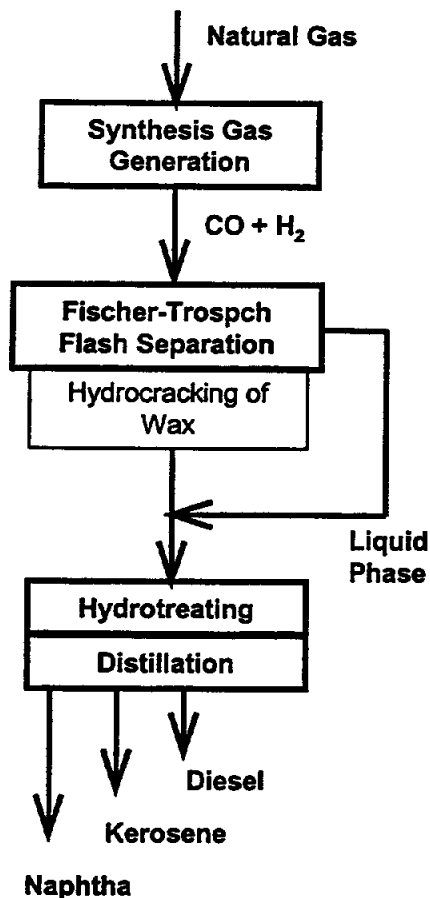 Natural Gas
Synthesis Gas
Generation
CO + H₂
Fischer-Trospch
Flash Separation
Hydrocracking of
Wax
Liquid
Phase
Hydrotreating
Distillation
Diesel
Kerosene
Naphtha